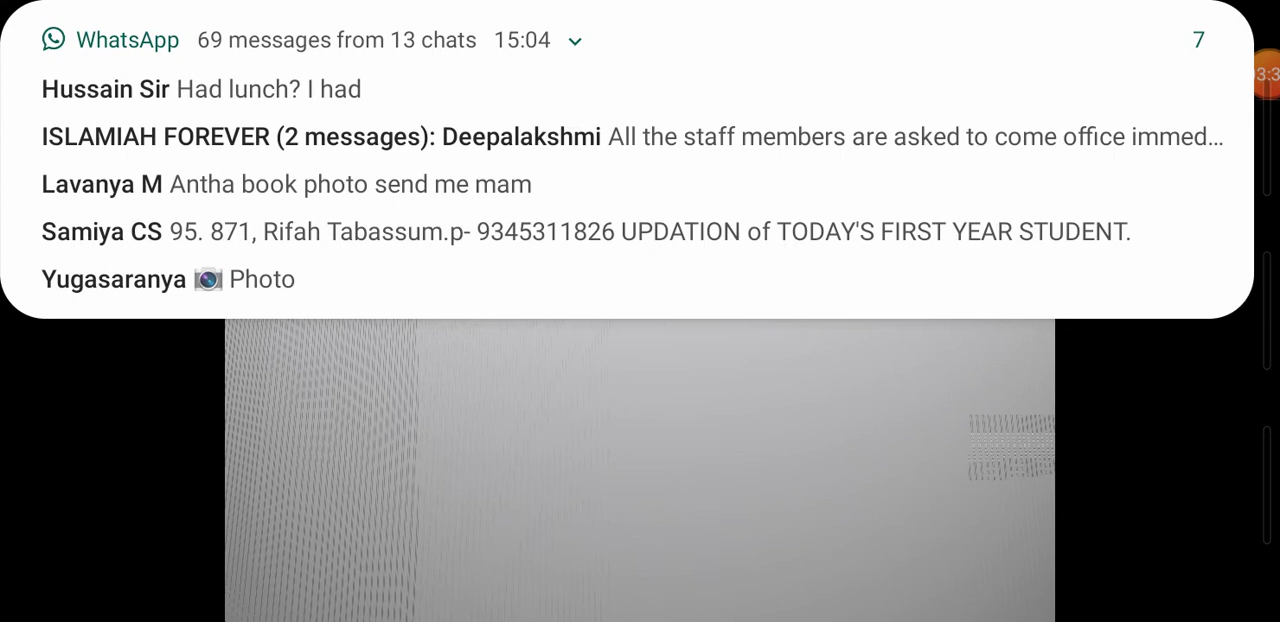 WhatsApp 69 messages from 13 chats 15:04 7
Hussain Sir Had lunch? I had
ISLAMIAH FOREVER (2 messages): Deepalakshmi All the staff members are asked to come office immed...
Lavanya M Antha book photo send me mam
Samiya CS 95. 871, Rifah Tabassum.p- 9345311826 UPDATION of TODAY'S FIRST YEAR STUDENT.
Yugasaranya 📷 Photo